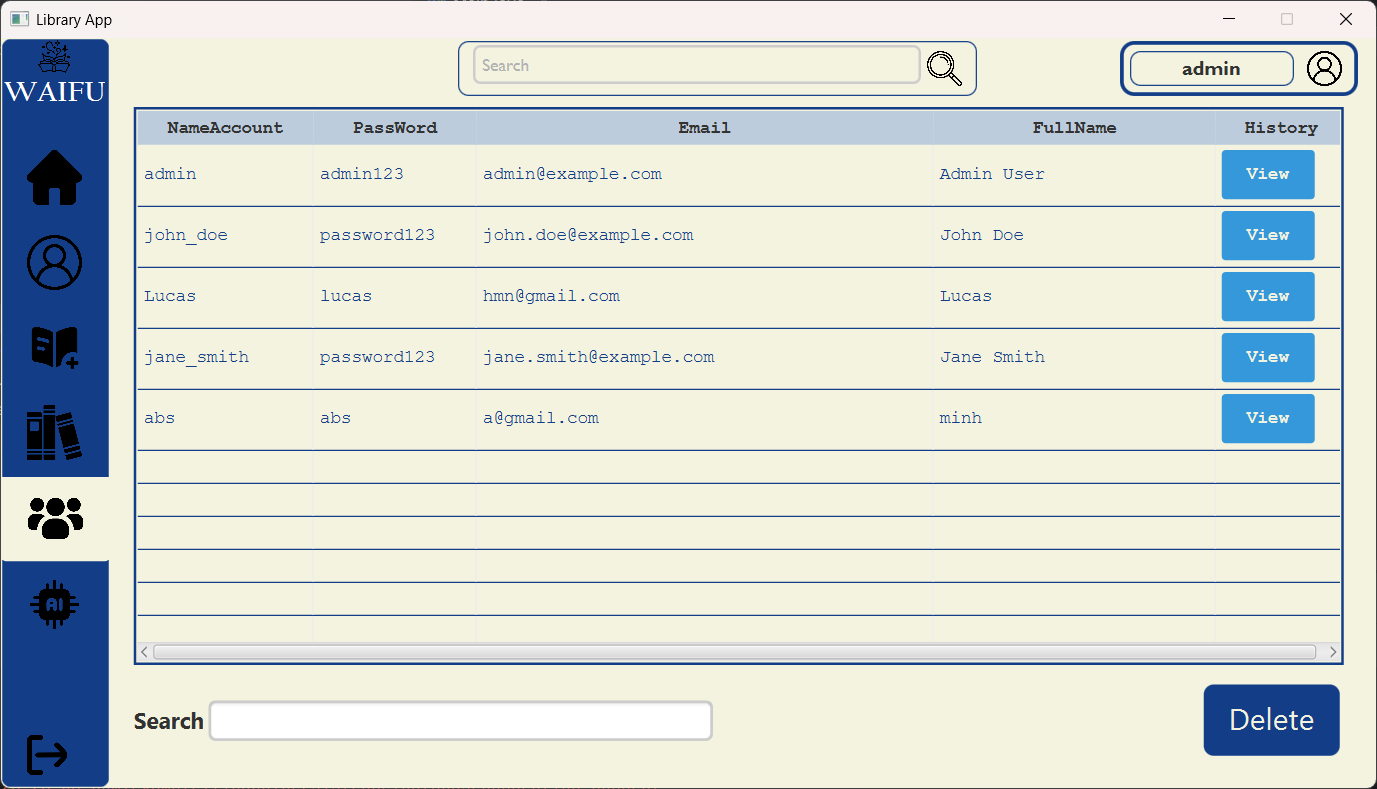 Library App
WAIFU
Search
admin
NameAccount PassWord Email FullName History
admin admin123 admin@example.com Admin User View
john_doe password123 john.doe@example.com John Doe View
Lucas lucas hmn@gmail.com Lucas View
jane_smith password123 jane.smith@example.com Jane Smith View
abs abs a@gmail.com minh View
AI
Search
Delete